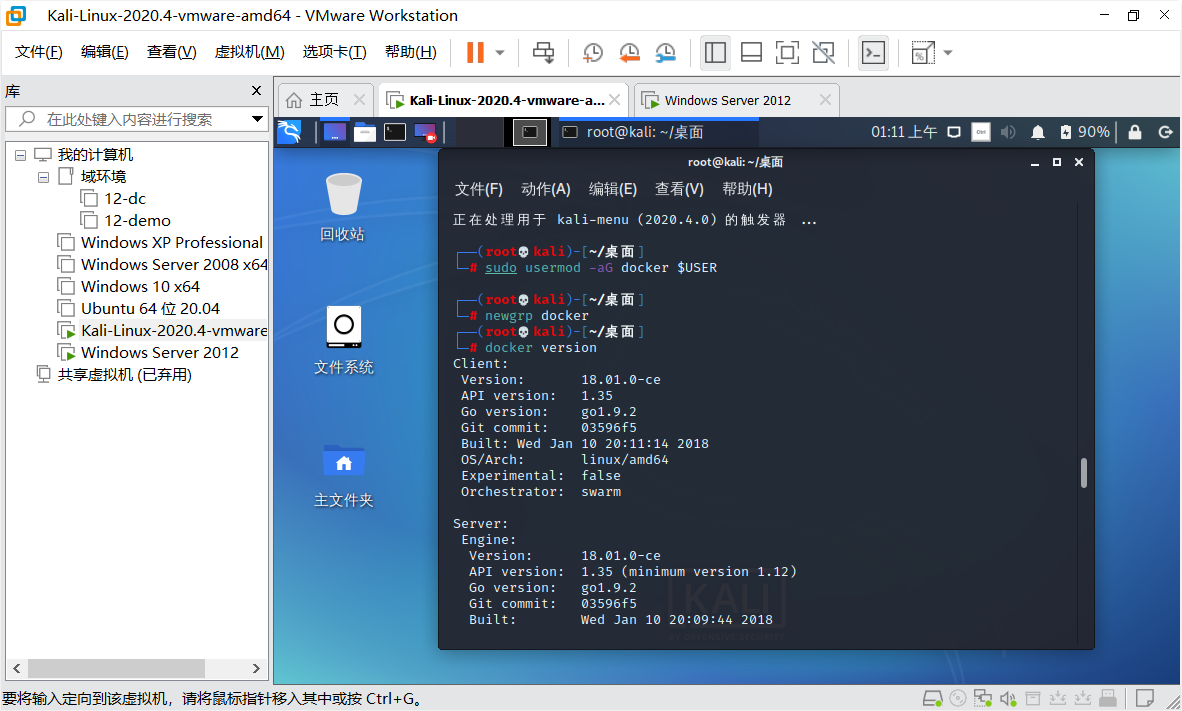 Kali-Linux-2020.4-vmware-amd64 - VMware Workstation
文件(F) 编辑(E) 查看(V) 虚拟机(M) 选项卡(T) 帮助(H)
库
在此处键入内容进行搜索
我的计算机
域环境
12-dc
12-demo
Windows XP Professional
Windows Server 2008 x64
Windows 10 x64
Ubuntu 64 位 20.04
Kali-Linux-2020.4-vmware
Windows Server 2012
共享虚拟机 (已弃用)
主页 Kali-Linux-2020.4-vmware-a... Windows Server 2012
root@kali: ~/桌面 01:11 上午 90%
回收站
文件系统
主文件夹
root@kali: ~/桌面
文件(F) 动作(A) 编辑(E) 查看(V) 帮助(H)
正在处理用于 kali-menu (2020.4.0) 的触发器 ...
┌──(root💀kali)-[~/桌面]
└─# sudo usermod -aG docker $USER
┌──(root💀kali)-[~/桌面]
└─# newgrp docker
┌──(root💀kali)-[~/桌面]
└─# docker version
Client:
Version: 18.01.0-ce
API version: 1.35
Go version: go1.9.2
Git commit: 03596f5
Built: Wed Jan 10 20:11:14 2018
OS/Arch: linux/amd64
Experimental: false
Orchestrator: swarm
Server:
Engine:
Version: 18.01.0-ce
API version: 1.35 (minimum version 1.12)
Go version: go1.9.2
Git commit: 03596f5
Built: Wed Jan 10 20:09:44 2018
KALI
要将输入定向到该虚拟机，请将鼠标指针移入其中或按 Ctrl+G。